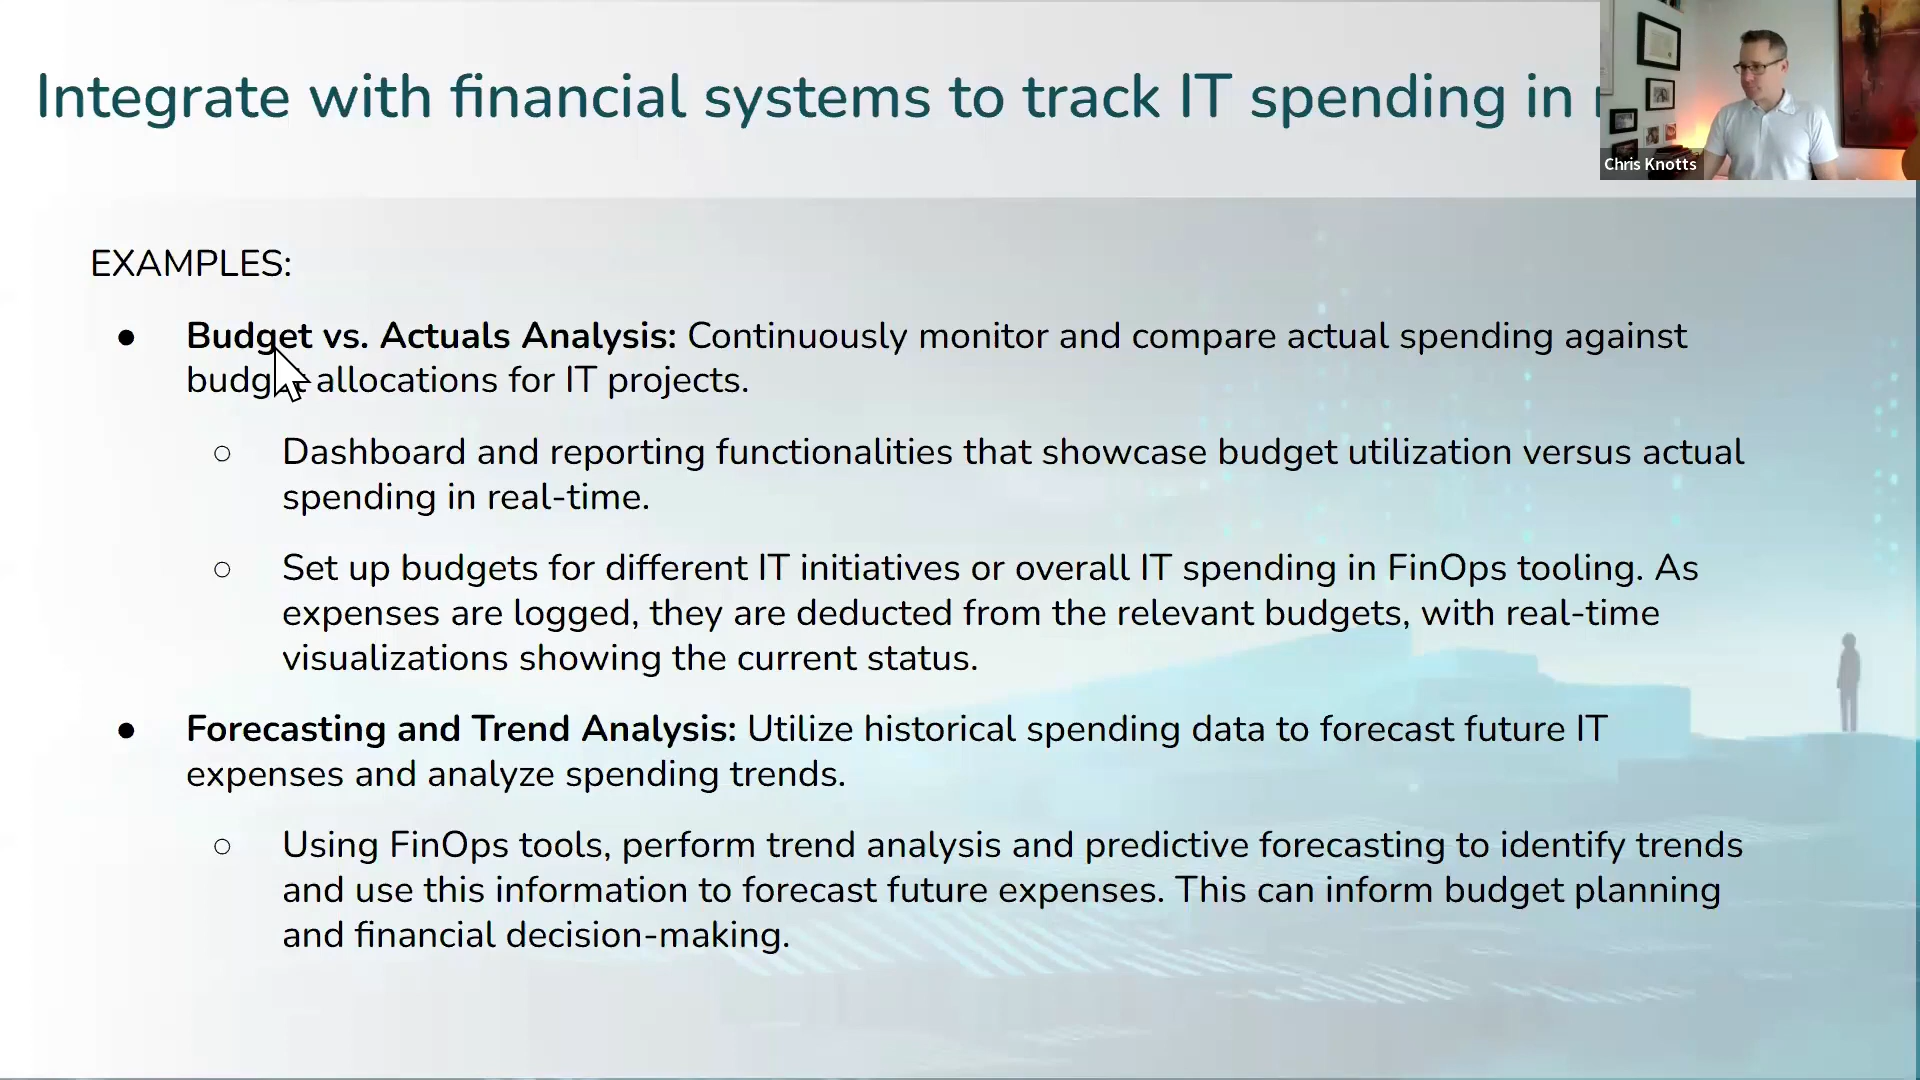 Integrate with financial systems to track IT spending in
Chris Knotts
EXAMPLES:
● Budget vs. Actuals Analysis: Continuously monitor and compare actual spending against
budget allocations for IT projects.
○ Dashboard and reporting functionalities that showcase budget utilization versus actual
spending in real-time.
○ Set up budgets for different IT initiatives or overall IT spending in FinOps tooling. As
expenses are logged, they are deducted from the relevant budgets, with real-time
visualizations showing the current status.
● Forecasting and Trend Analysis: Utilize historical spending data to forecast future IT
expenses and analyze spending trends.
○ Using FinOps tools, perform trend analysis and predictive forecasting to identify trends
and use this information to forecast future expenses. This can inform budget planning
and financial decision-making.